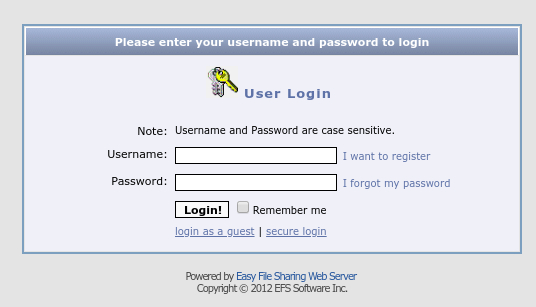 Please enter your username and password to login
User Login
Note: Username and Password are case sensitive.
Username: I want to register
Password: I forgot my password
Login! Remember me
login as a guest | secure login
Powered by Easy File Sharing Web Server
Copyright © 2012 EFS Software Inc.